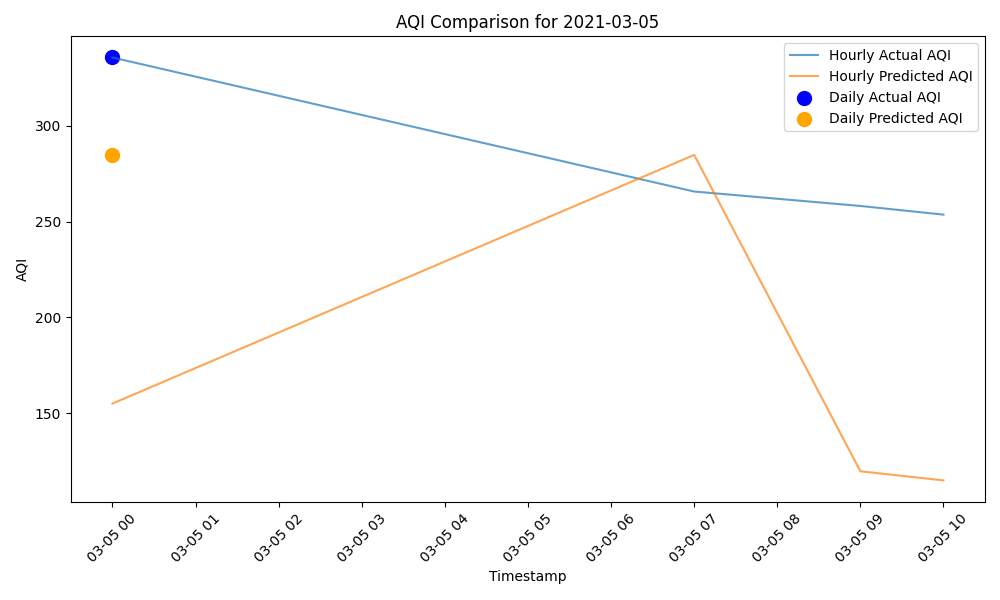 AQI Comparison for 2021-03-05
Hourly Actual AQI
Hourly Predicted AQI
Daily Actual AQI
Daily Predicted AQI
AQI
300
250
200
150
03-05 00
03-05 01
03-05 02
03-05 03
03-05 04
03-05 05
03-05 06
03-05 07
03-05 08
03-05 09
03-05 10
Timestamp